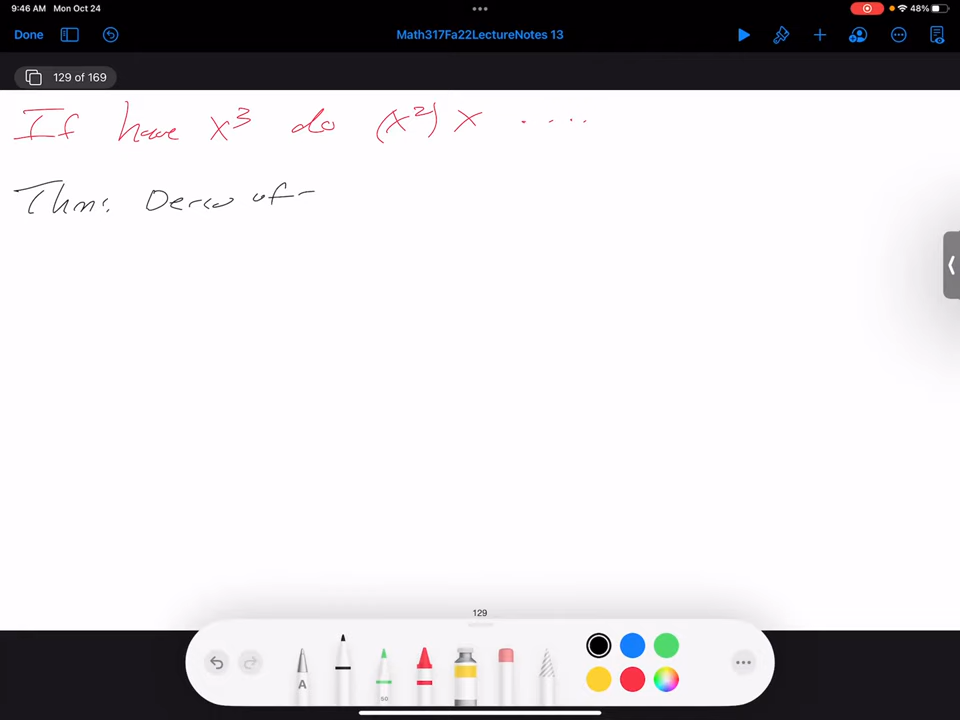 9:46 AM Mon Oct 24
48%
Done
Math317Fa22LectureNotes 13
129 of 169
If have x³ do (x²) x .....
Thm: Deriv of
129
A
50